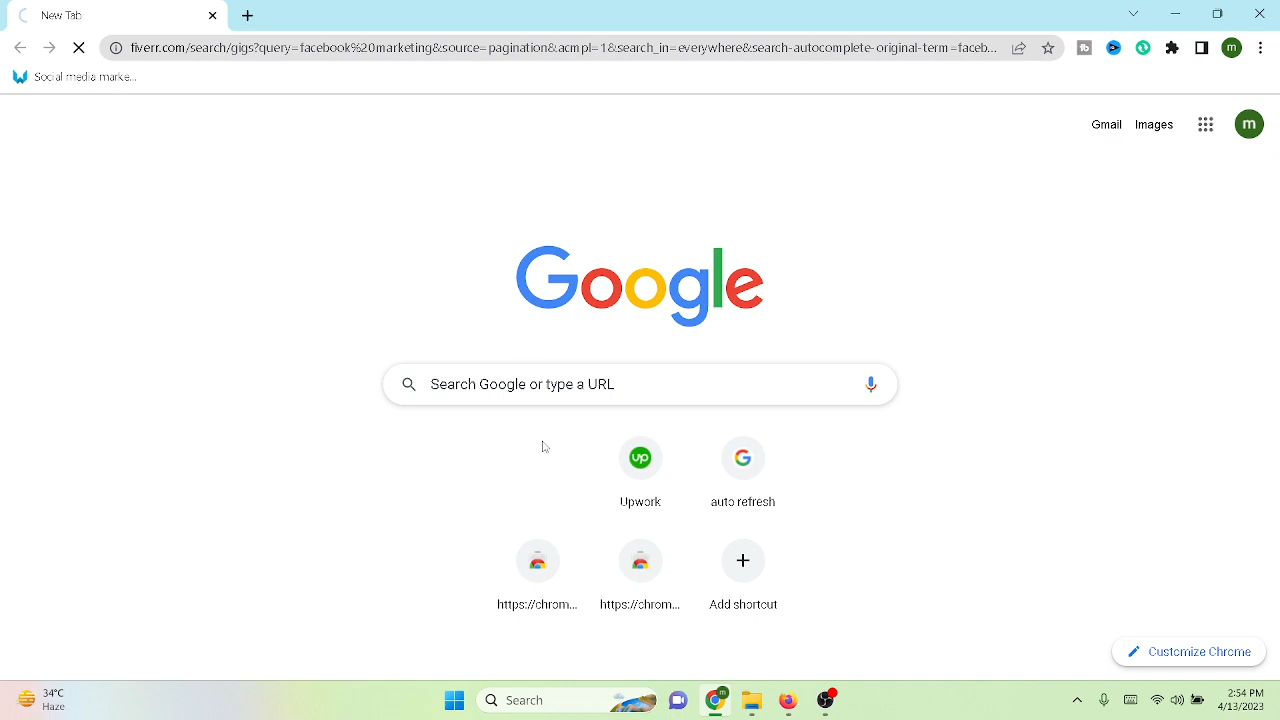 New Tab
fiverr.com/search/gigs?query=facebook%20marketing&source=pagination&acmpl=1&search_in=everywhere&search-autocomplete-original-term=faceb...
m
Social media marke...
Gmail
Images
m
Google
Search Google or type a URL
up
Upwork
auto refresh
https://chrom...
https://chrom...
Add shortcut
Customize Chrome
34°C
Haze
Search
m
2:54 PM
4/13/2023